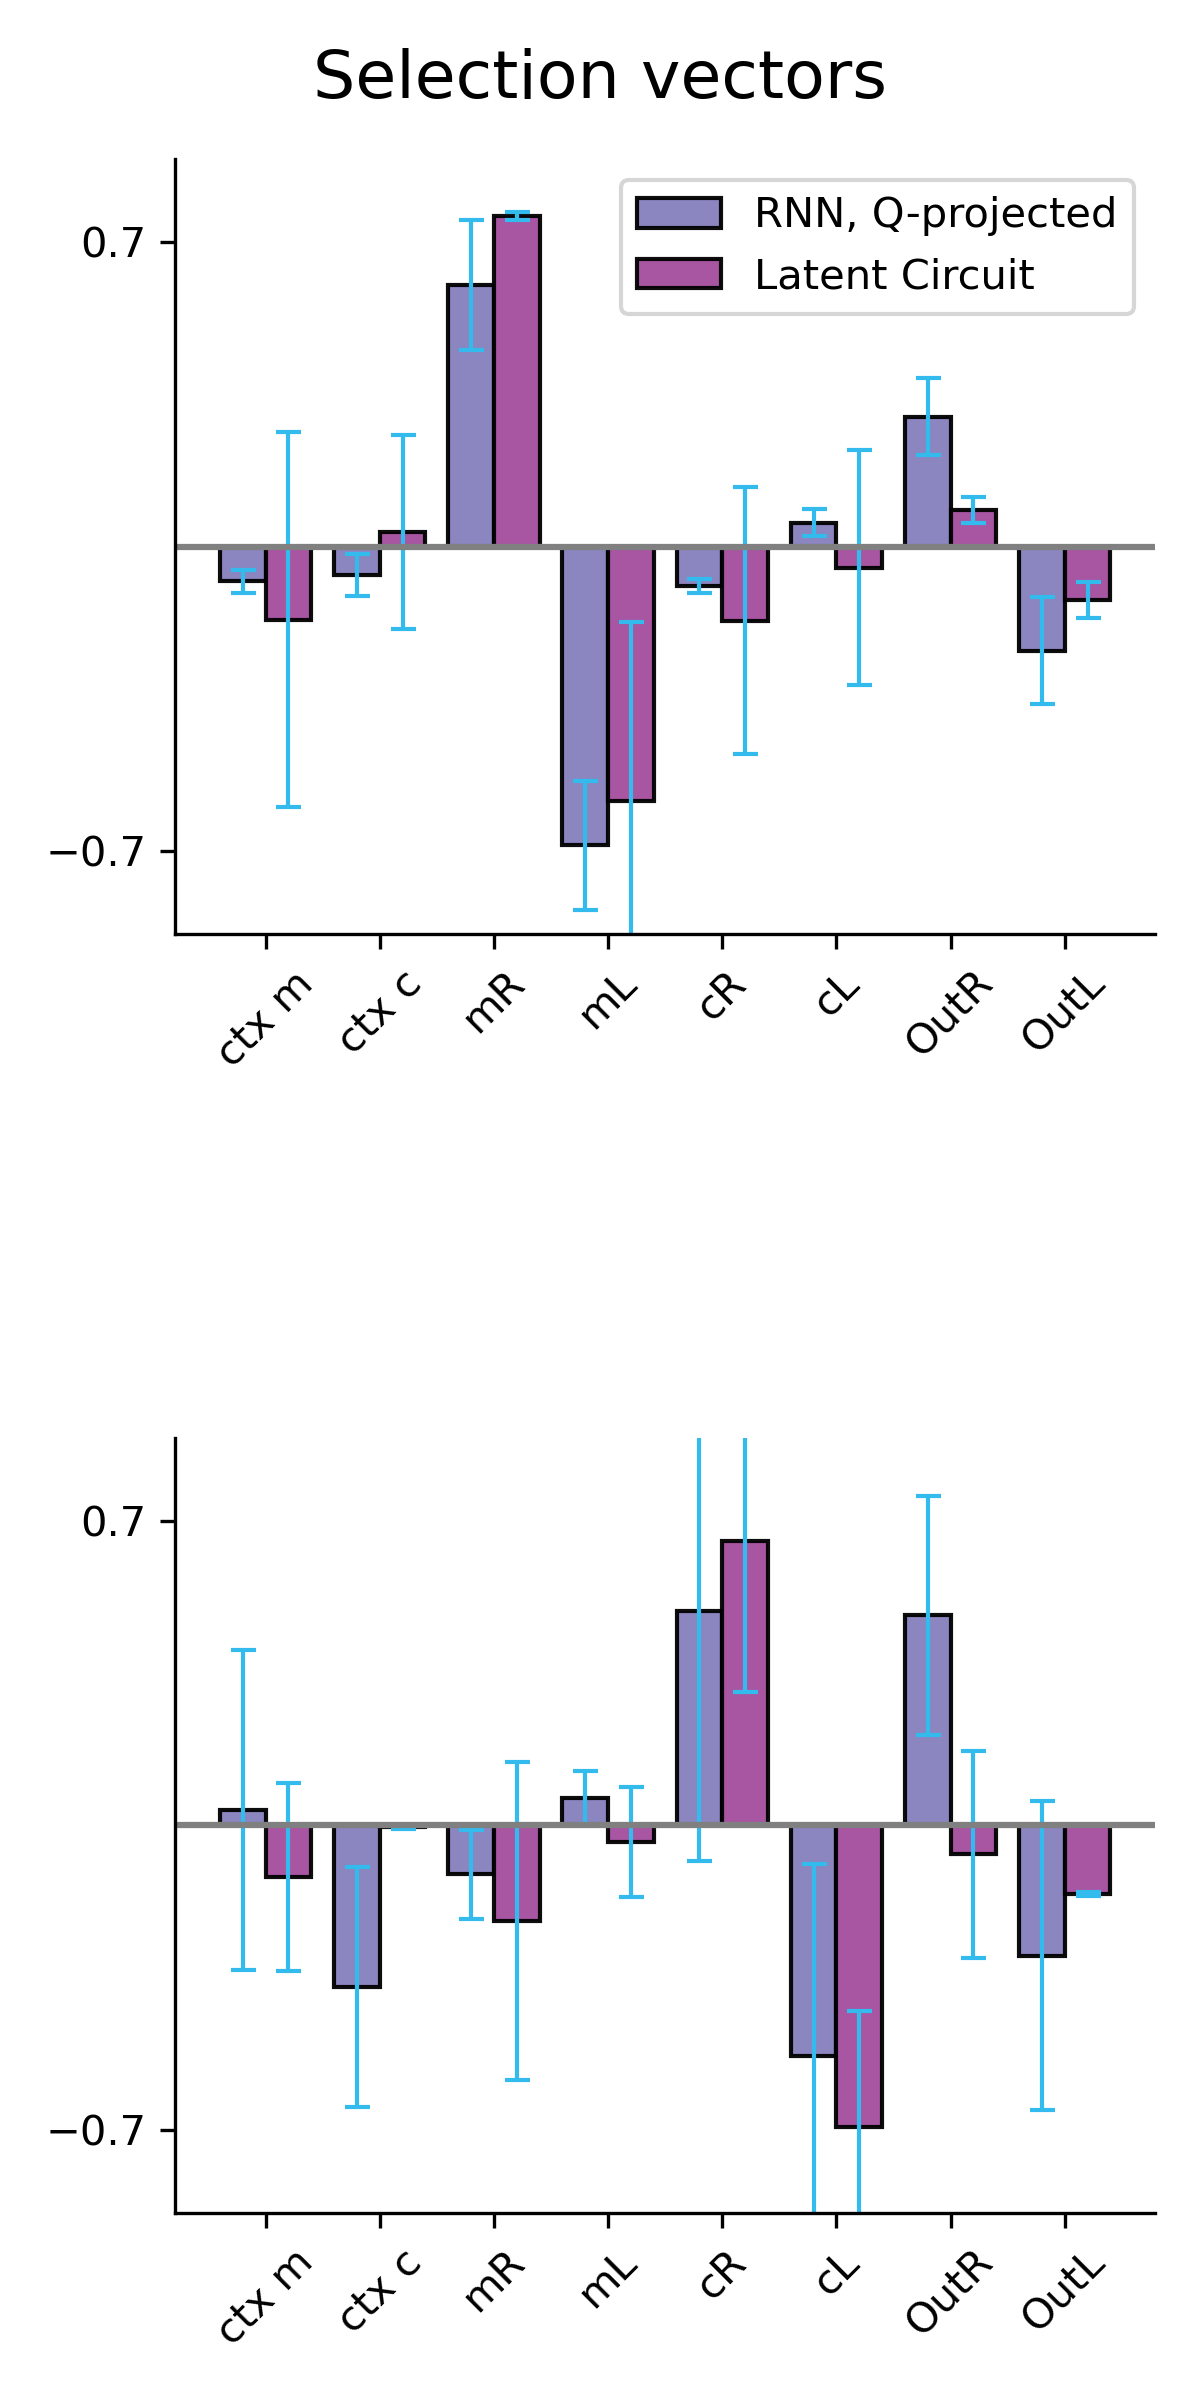 Selection vectors
RNN, Q-projected
Latent Circuit
0.7
−0.7
ctx m
ctx c
mR
mL
cR
cL
OutR
OutL
0.7
−0.7
ctx m
ctx c
mR
mL
cR
cL
OutR
OutL